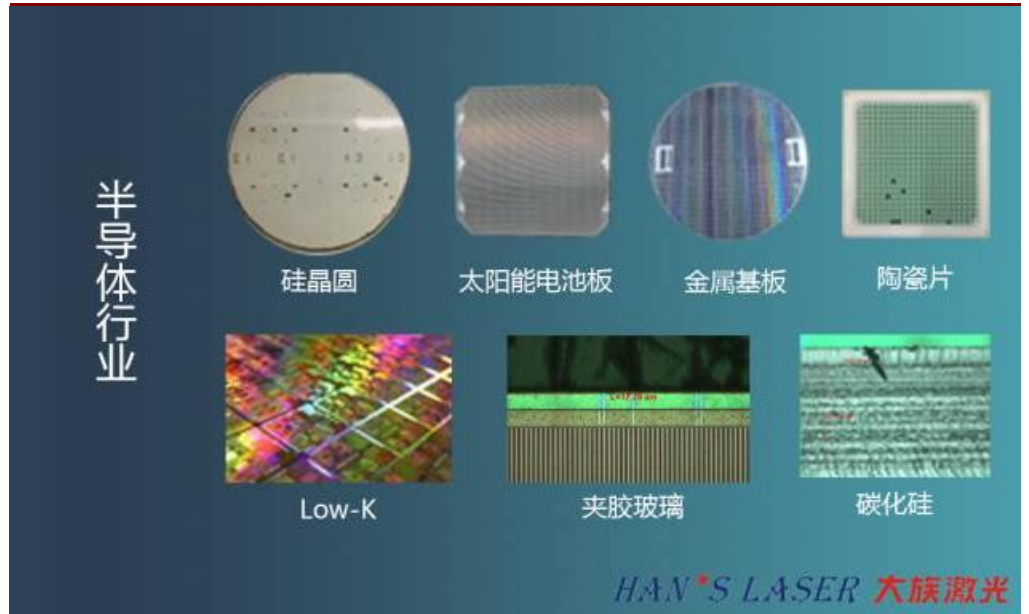 半导体行业
硅晶圆
太阳能电池板
金属基板
陶瓷片
Low-K
夹胶玻璃
碳化硅
HAN*S LASER 大族激光